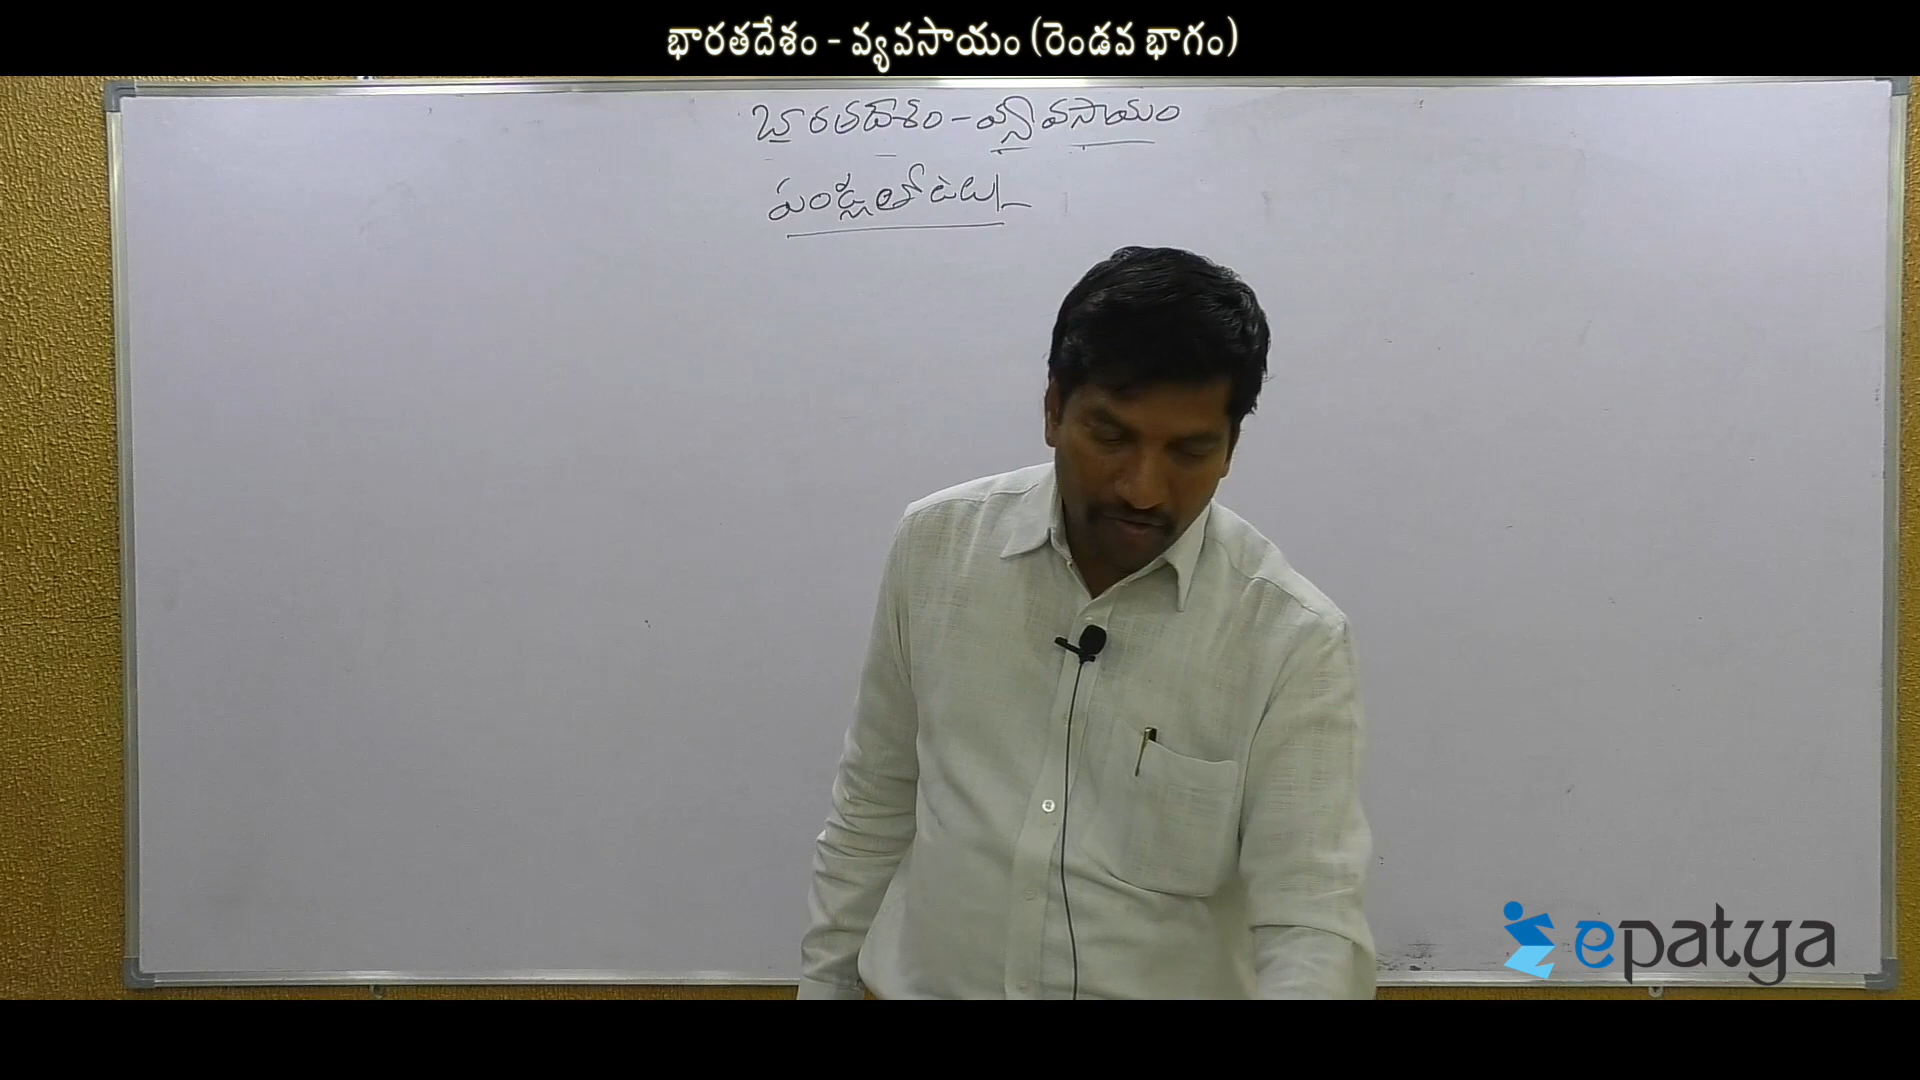 భారతదేశం - వ్యవసాయం (రెండవ భాగం)
భారతదేశం - వ్యవసాయం
పండ్లతోటలు
epatya